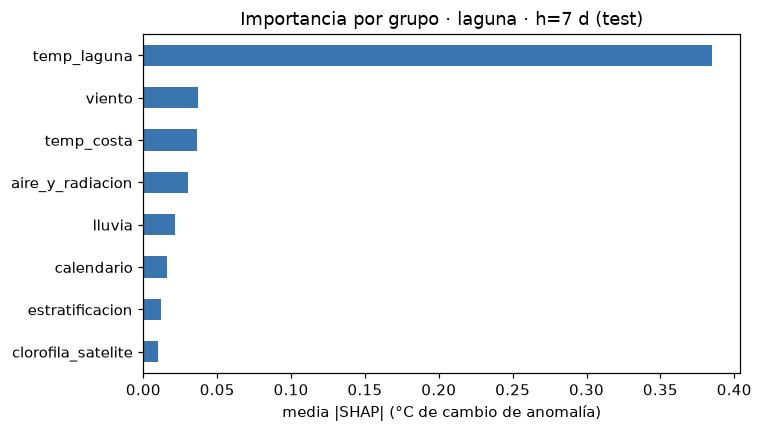 Importancia por grupo · laguna · h=7 d (test)
temp_laguna
viento
temp_costa
aire_y_radiacion
lluvia
calendario
estratificacion
clorofila_satelite
0.00 0.05 0.10 0.15 0.20 0.25 0.30 0.35 0.40
media |SHAP| (°C de cambio de anomalía)